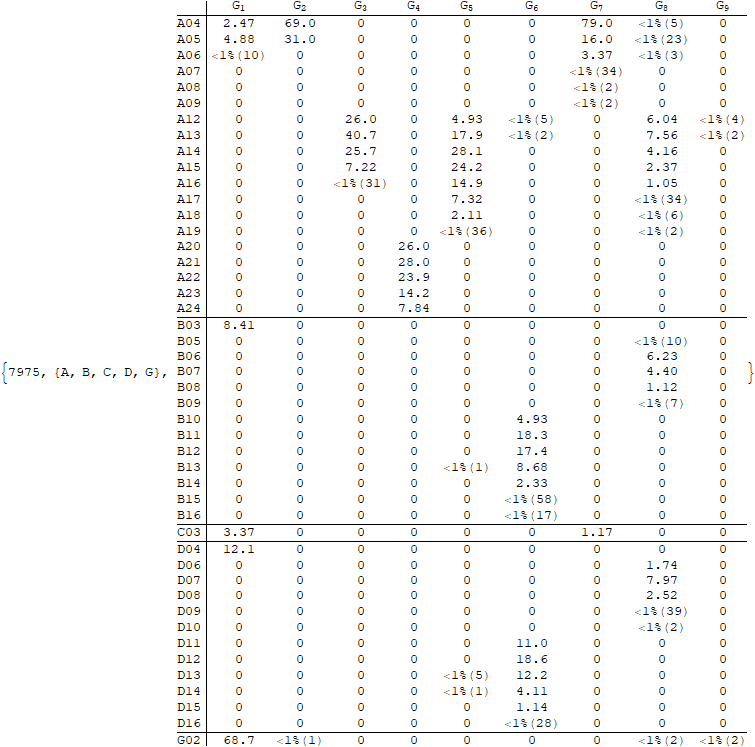 G1 G2 G3 G4 G5 G6 G7 G8 G9
A04 2.47 69.0 0 0 0 0 79.0 <1%(5) 0
A05 4.88 31.0 0 0 0 0 16.0 <1%(23) 0
A06 <1%(10) 0 0 0 0 0 3.37 <1%(3) 0
A07 0 0 0 0 0 0 <1%(34) 0 0
A08 0 0 0 0 0 0 <1%(2) 0 0
A09 0 0 0 0 0 0 <1%(2) 0 0
A12 0 0 26.0 0 4.93 <1%(5) 0 6.04 <1%(4)
A13 0 0 40.7 0 17.9 <1%(2) 0 7.56 <1%(2)
A14 0 0 25.7 0 28.1 0 0 4.16 0
A15 0 0 7.22 0 24.2 0 0 2.37 0
A16 0 0 <1%(31) 0 14.9 0 0 1.05 0
A17 0 0 0 0 7.32 0 0 <1%(34) 0
A18 0 0 0 0 2.11 0 0 <1%(6) 0
A19 0 0 0 0 <1%(36) 0 0 <1%(2) 0
A20 0 0 0 26.0 0 0 0 0 0
A21 0 0 0 28.0 0 0 0 0 0
A22 0 0 0 23.9 0 0 0 0 0
A23 0 0 0 14.2 0 0 0 0 0
A24 0 0 0 7.84 0 0 0 0 0
B03 8.41 0 0 0 0 0 0 0 0
B05 0 0 0 0 0 0 0 <1%(10) 0
B06 0 0 0 0 0 0 0 6.23 0
{7975, {A, B, C, D, G}, B07 0 0 0 0 0 0 0 4.40 0 }
B08 0 0 0 0 0 0 0 1.12 0
B09 0 0 0 0 0 0 0 <1%(7) 0
B10 0 0 0 0 0 4.93 0 0 0
B11 0 0 0 0 0 18.3 0 0 0
B12 0 0 0 0 0 17.4 0 0 0
B13 0 0 0 0 <1%(1) 8.68 0 0 0
B14 0 0 0 0 0 2.33 0 0 0
B15 0 0 0 0 0 <1%(58) 0 0 0
B16 0 0 0 0 0 <1%(17) 0 0 0
C03 3.37 0 0 0 0 0 1.17 0 0
D04 12.1 0 0 0 0 0 0 0 0
D06 0 0 0 0 0 0 0 1.74 0
D07 0 0 0 0 0 0 0 7.97 0
D08 0 0 0 0 0 0 0 2.52 0
D09 0 0 0 0 0 0 0 <1%(39) 0
D10 0 0 0 0 0 0 0 <1%(2) 0
D11 0 0 0 0 0 11.0 0 0 0
D12 0 0 0 0 0 18.6 0 0 0
D13 0 0 0 0 <1%(5) 12.2 0 0 0
D14 0 0 0 0 <1%(1) 4.11 0 0 0
D15 0 0 0 0 0 1.14 0 0 0
D16 0 0 0 0 0 <1%(28) 0 0 0
G02 68.7 <1%(1) 0 0 0 0 0 <1%(2) <1%(2)